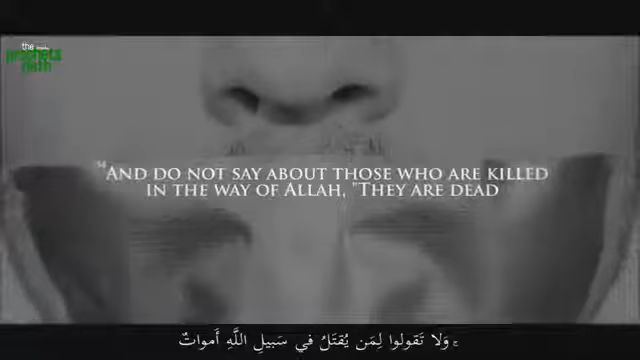 the
prophets
path
"And do not say about those who are killed
in the way of Allah, "They are dead
وَلا تَقولوا لِمَن يُقتَلُ في سَبيلِ اللَّهِ أَمواتٌ ۚ